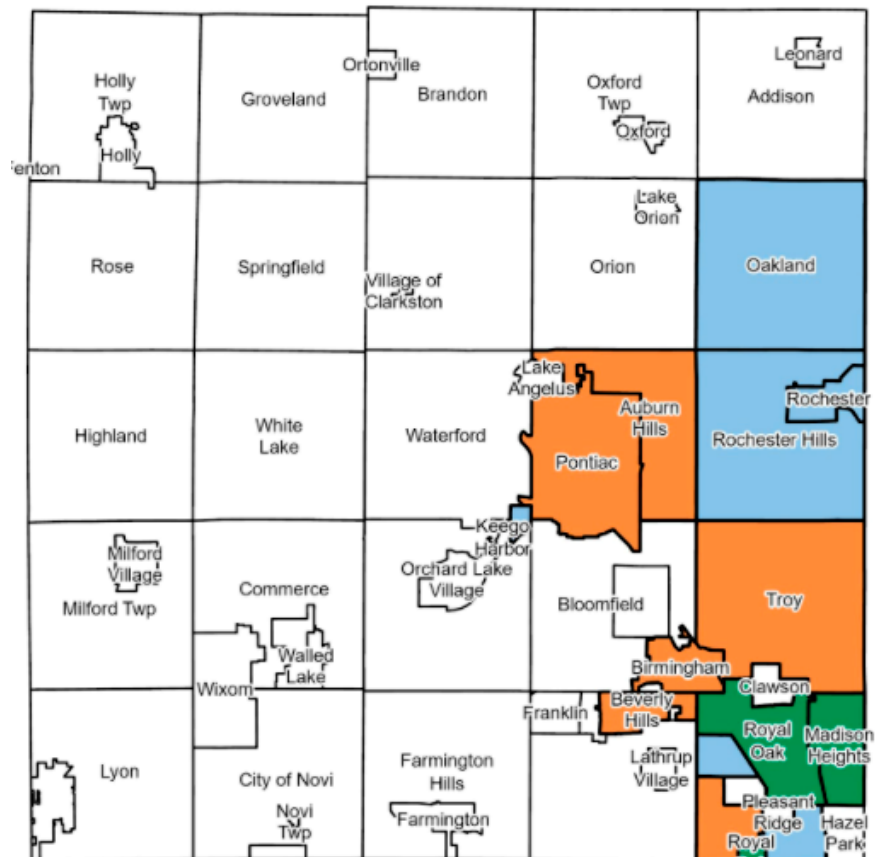 Leonard
Ortonville
Holly
Twp
Groveland
Brandon
Oxford
Twp
Addison
Oxford
Holly
enton
Lake
Orion
Rose
Springfield
Village of
Clarkston
Orion
Oakland
Lake
Angelus
Rochester
Auburn
Hills
Highland
White
Lake
Waterford
Rochester Hills
Pontiac
Keego
Harbor
Milford
Village
Orchard Lake
Village
Commerce
Milford Twp
Bloomfield
Troy
Walled
Lake
Birmingham
Wixom
Clawson
Franklin
Beverly
Hills
Royal
Oak
Madison
Heights
Lyon
City of Novi
Farmington
Hills
Lathrup
Village
Novi
Twp
Farmington
Pleasant
Ridge
Hazel
Park
Royal